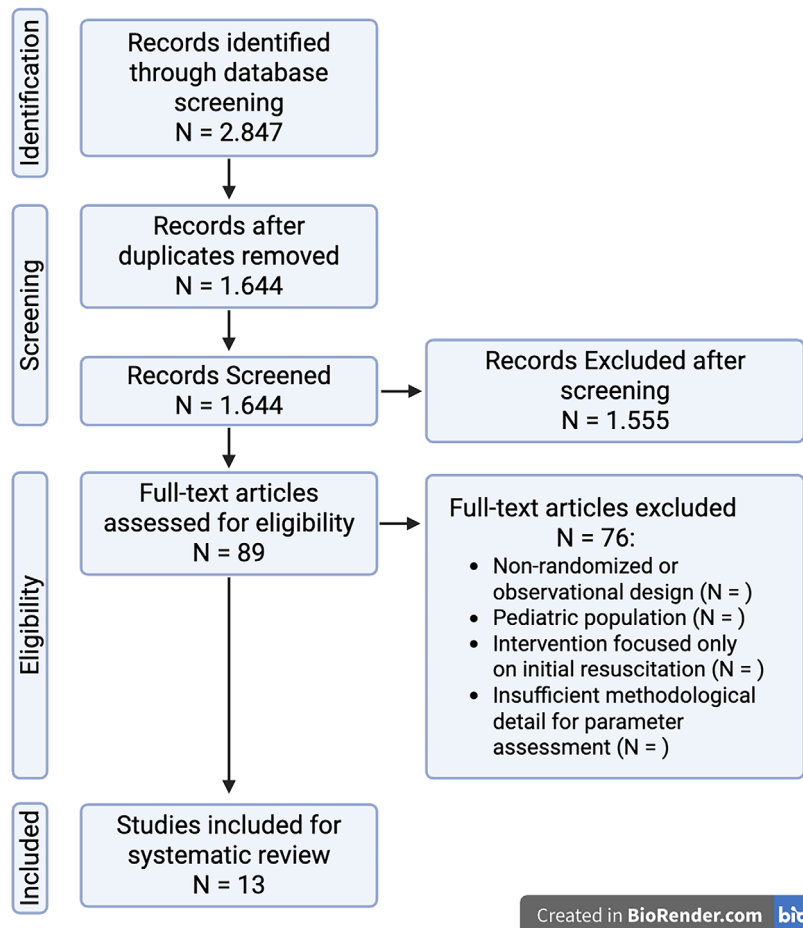 Identification
Records identified
through database
screening
N = 2.847
Screening
Records after
duplicates removed
N = 1.644
Records Screened
N = 1.644
Records Excluded after
screening
N = 1.555
Eligibility
Full-text articles
assessed for eligibility
N = 89
Full-text articles excluded
N = 76:
• Non-randomized or
observational design (N = )
• Pediatric population (N = )
• Intervention focused only
on initial resuscitation (N = )
• Insufficient methodological
detail for parameter
assessment (N = )
Included
Studies included for
systematic review
N = 13
Created in BioRender.com bio